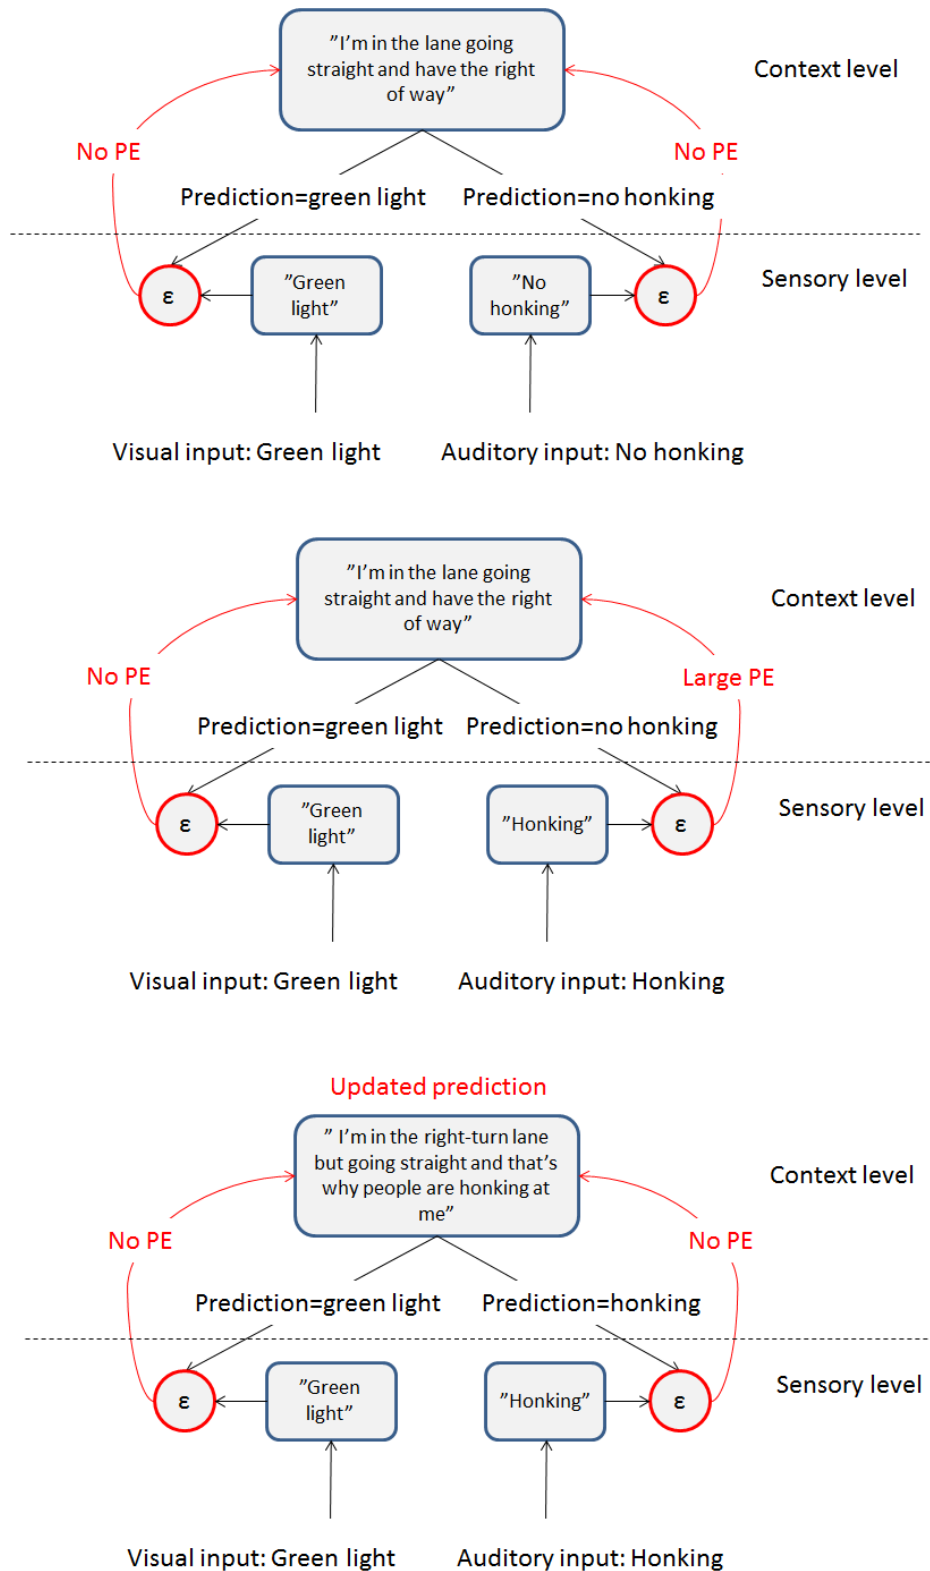 ”I’m in the lane going
straight and have the right
of way”
Context level
No PE
No PE
Prediction=green light
Prediction=no honking
ε
”Green
light”
”No
honking”
ε
Sensory level
Visual input: Green light
Auditory input: No honking
”I’m in the lane going
straight and have the right
of way”
Context level
No PE
Large PE
Prediction=green light
Prediction=no honking
ε
”Green
light”
”Honking”
ε
Sensory level
Visual input: Green light
Auditory input: Honking
Updated prediction
” I’m in the right-turn lane
but going straight and that’s
why people are honking at
me”
Context level
No PE
No PE
Prediction=green light
Prediction=honking
ε
”Green
light”
”Honking”
ε
Sensory level
Visual input: Green light
Auditory input: Honking